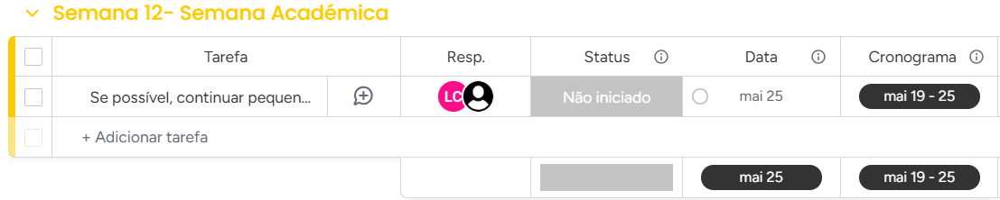 Semana 12- Semana Académica
Tarefa Resp. Status Data Cronograma
Se possível, continuar pequen... LC Não iniciado mai 25 mai 19 - 25
+ Adicionar tarefa
mai 25 mai 19 - 25